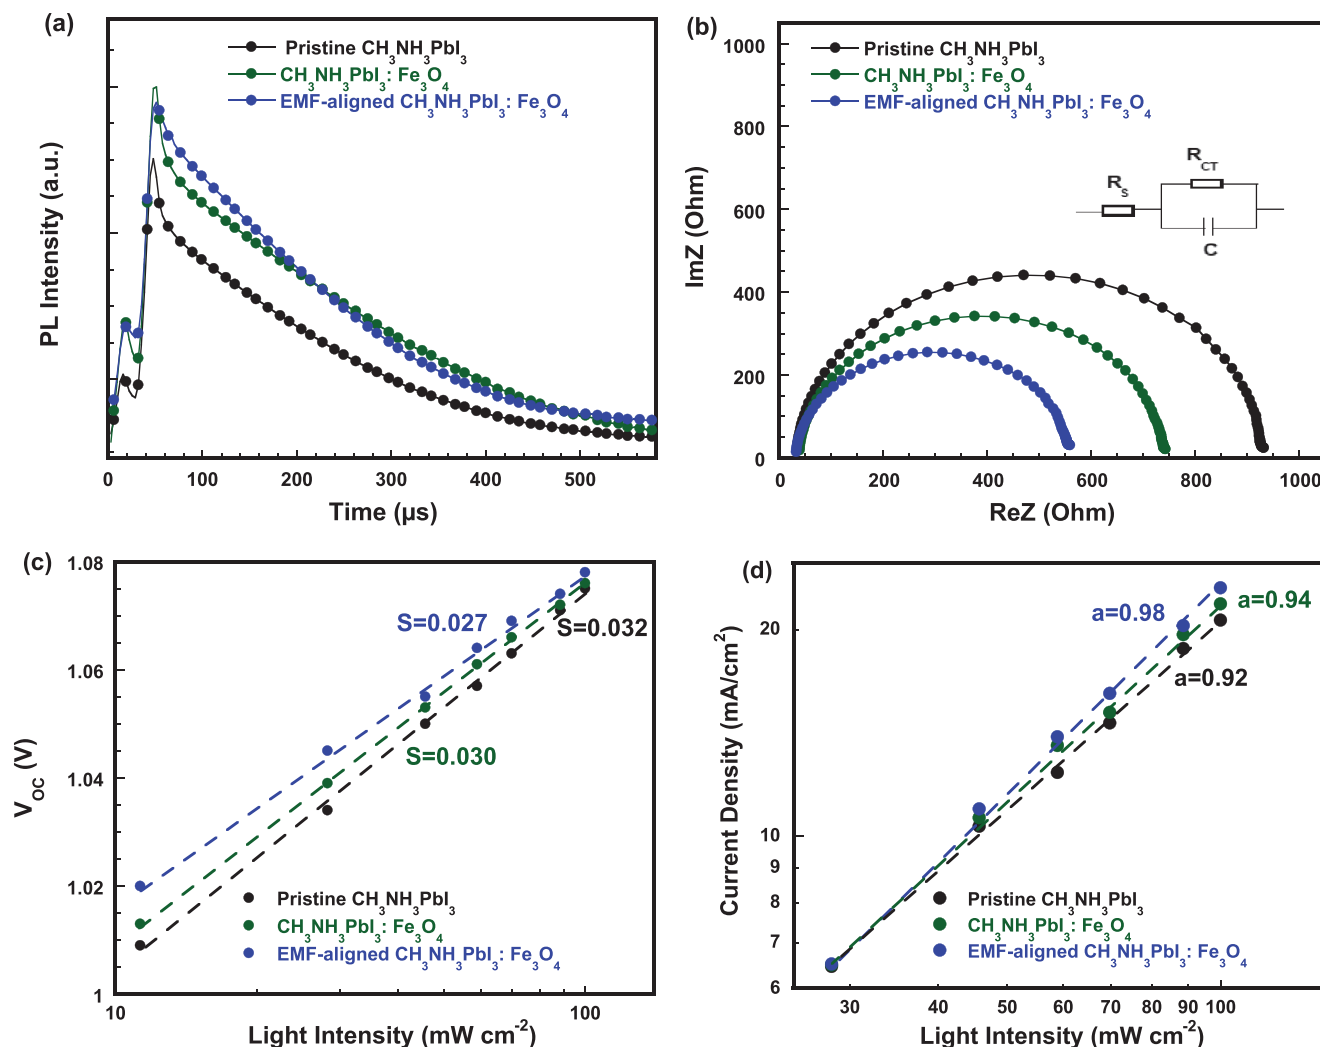 (a)
Pristine CH3NH3PbI3
CH3NH3PbI3: Fe3O4
EMF-aligned CH3NH3PbI3: Fe3O4
PL Intensity (a.u.)
0 100 200 300 400 500
Time (µs)
(b)
Pristine CH3NH3PbI3
CH3NH3PbI3: Fe3O4
EMF-aligned CH3NH3PbI3: Fe3O4
RCT
RS
C
1000
800
600
400
200
0
ImZ (Ohm)
0 200 400 600 800 1000
ReZ (Ohm)
(c)
1.08
1.06
1.04
1.02
1
VOC (V)
S=0.027
S=0.032
S=0.030
Pristine CH3NH3PbI3
CH3NH3PbI3: Fe3O4
EMF-aligned CH3NH3PbI3: Fe3O4
10 100
Light Intensity (mW cm-2)
(d)
20
10
9
8
7
6
Current Density (mA/cm2)
a=0.98
a=0.94
a=0.92
Pristine CH3NH3PbI3
CH3NH3PbI3: Fe3O4
EMF-aligned CH3NH3PbI3: Fe3O4
30 40 50 60 70 80 90 100
Light Intensity (mW cm-2)